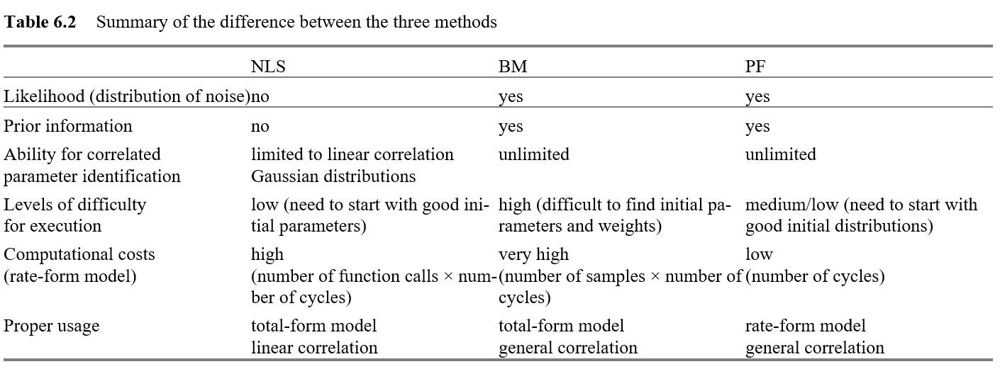 Table 6.2 Summary of the difference between the three methods
NLS BM PF
Likelihood (distribution of noise)no yes yes
Prior information no yes yes
Ability for correlated limited to linear correlation unlimited unlimited
parameter identification Gaussian distributions
Levels of difficulty low (need to start with good ini- high (difficult to find initial pa- medium/low (need to start with
for execution tial parameters) rameters and weights) good initial distributions)
Computational costs high very high low
(rate-form model) (number of function calls × num-(number of samples × number of (number of cycles)
ber of cycles) cycles)
Proper usage total-form model total-form model rate-form model
linear correlation general correlation general correlation